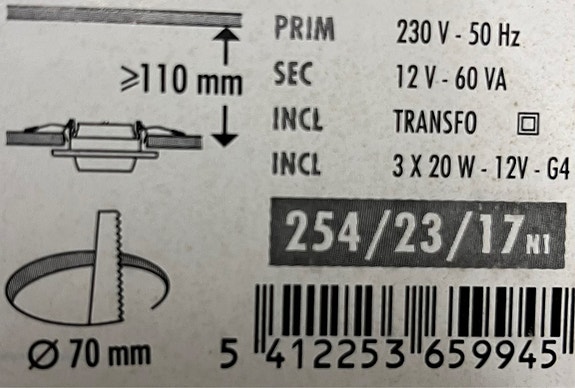 PRIM 230 V - 50 Hz
≥110 mm
SEC 12 V - 60 VA
INCL TRANSFO
INCL 3 X 20 W - 12V - G4
254/23/17 N1
Ø 70 mm
5 412253 659945